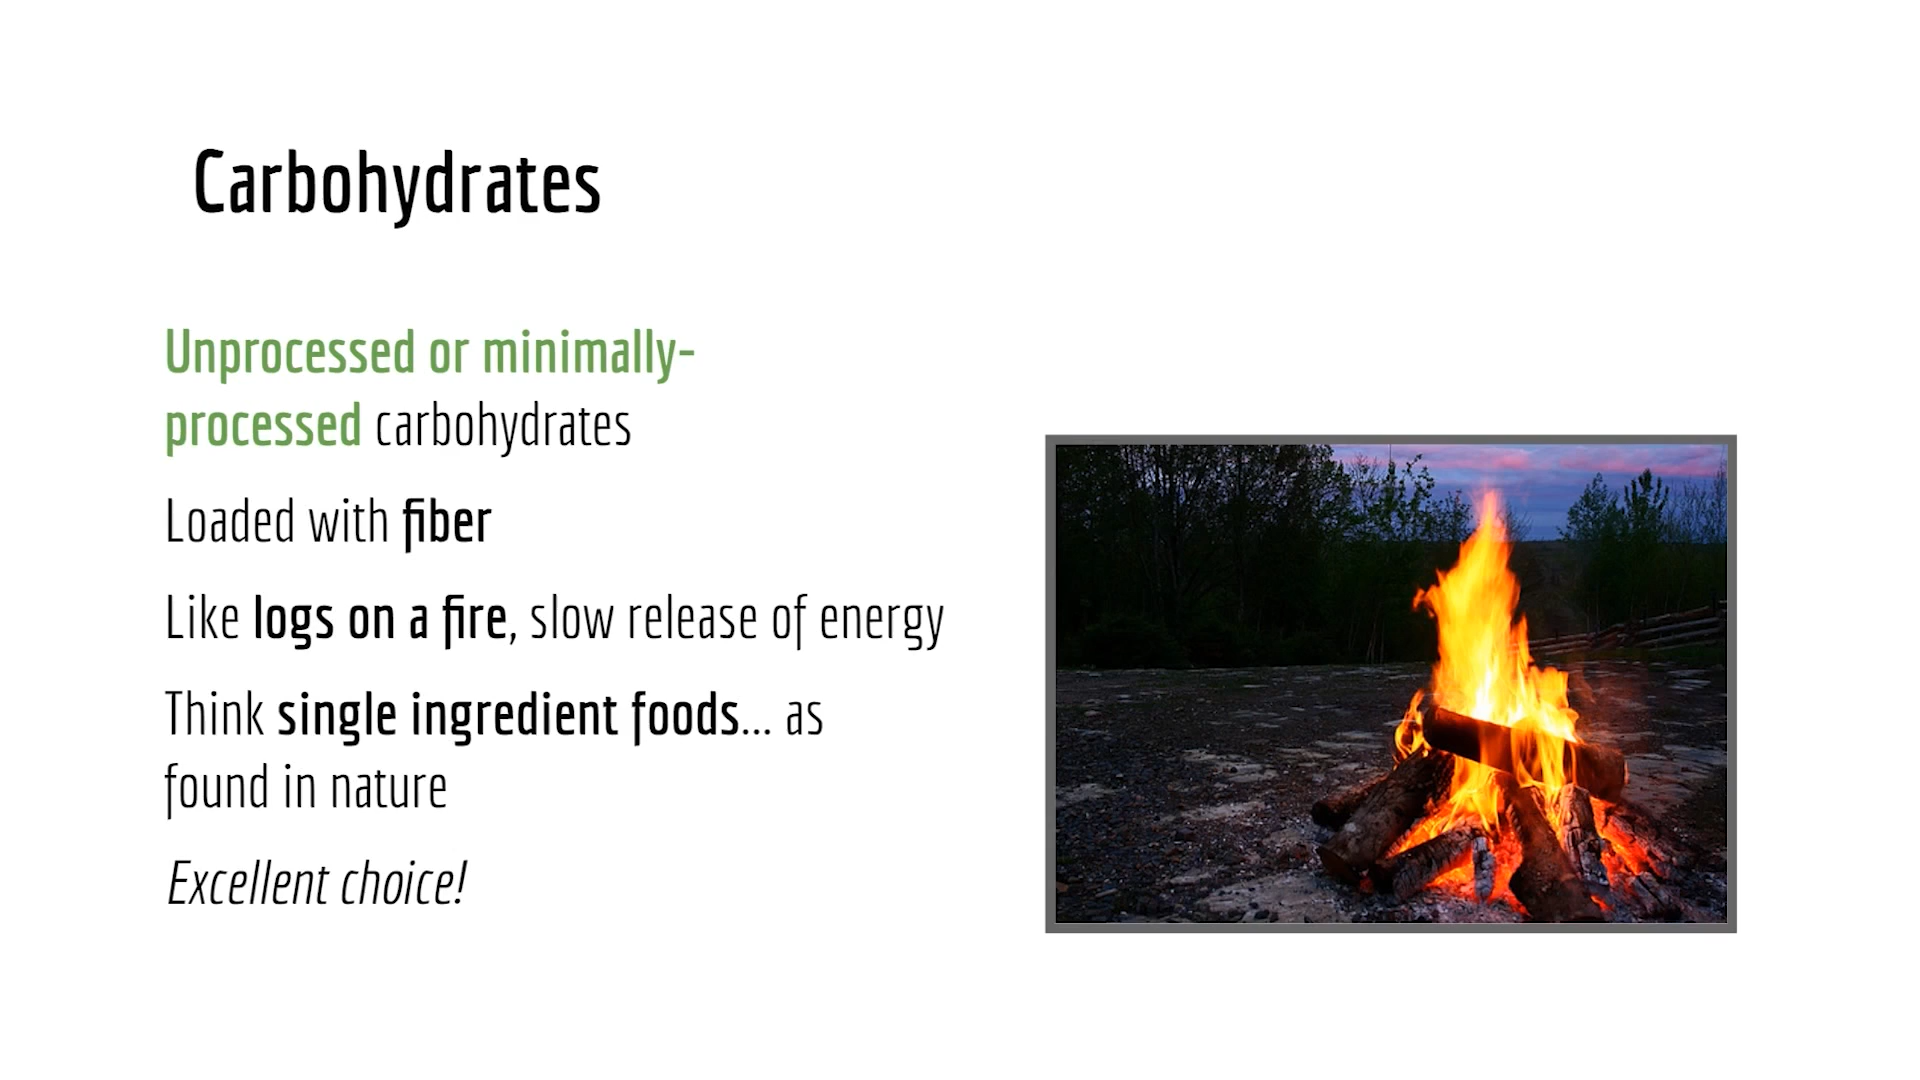 Carbohydrates
Unprocessed or minimally-
processed carbohydrates
Loaded with fiber
Like logs on a fire, slow release of energy
Think single ingredient foods... as
found in nature
Excellent choice!